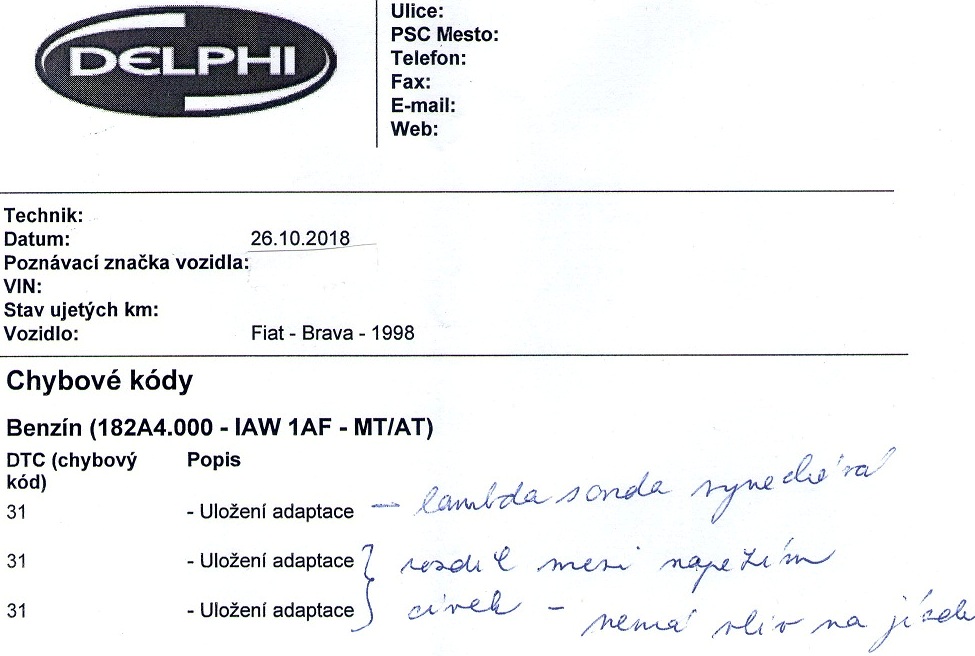 DELPHI
Ulice:
PSC Mesto:
Telefon:
Fax:
E-mail:
Web:
Technik:
Datum: 26.10.2018
Poznávací značka vozidla:
VIN:
Stav ujetých km:
Vozidlo: Fiat - Brava - 1998
Chybové kódy
Benzín (182A4.000 - IAW 1AF - MT/AT)
DTC (chybový kód) Popis
31 - Uložení adaptace – lambda sonda
31 - Uložení adaptace } rozdíl mezi napětím
31 - Uložení adaptace cívek – nemá vliv na jízdu